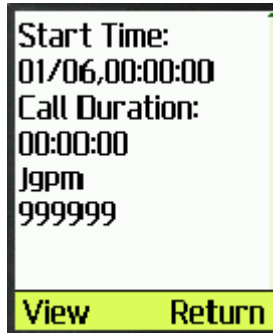 Start Time:
01/06,00:00:00
Call Duration:
00:00:00
Jgpm
999999
View Return